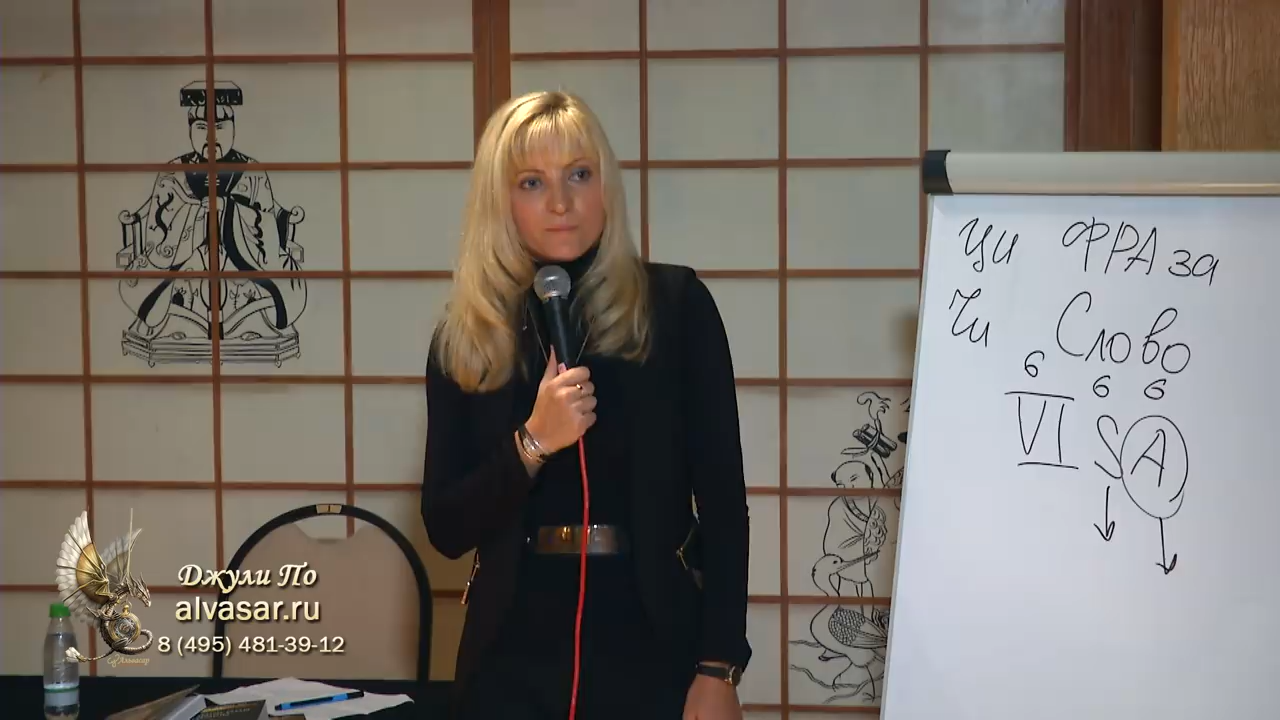 Ци ФРАза
Чи Слово
6 6 6
VI S A
Джули По
alvasar.ru
8 (495) 481-39-12